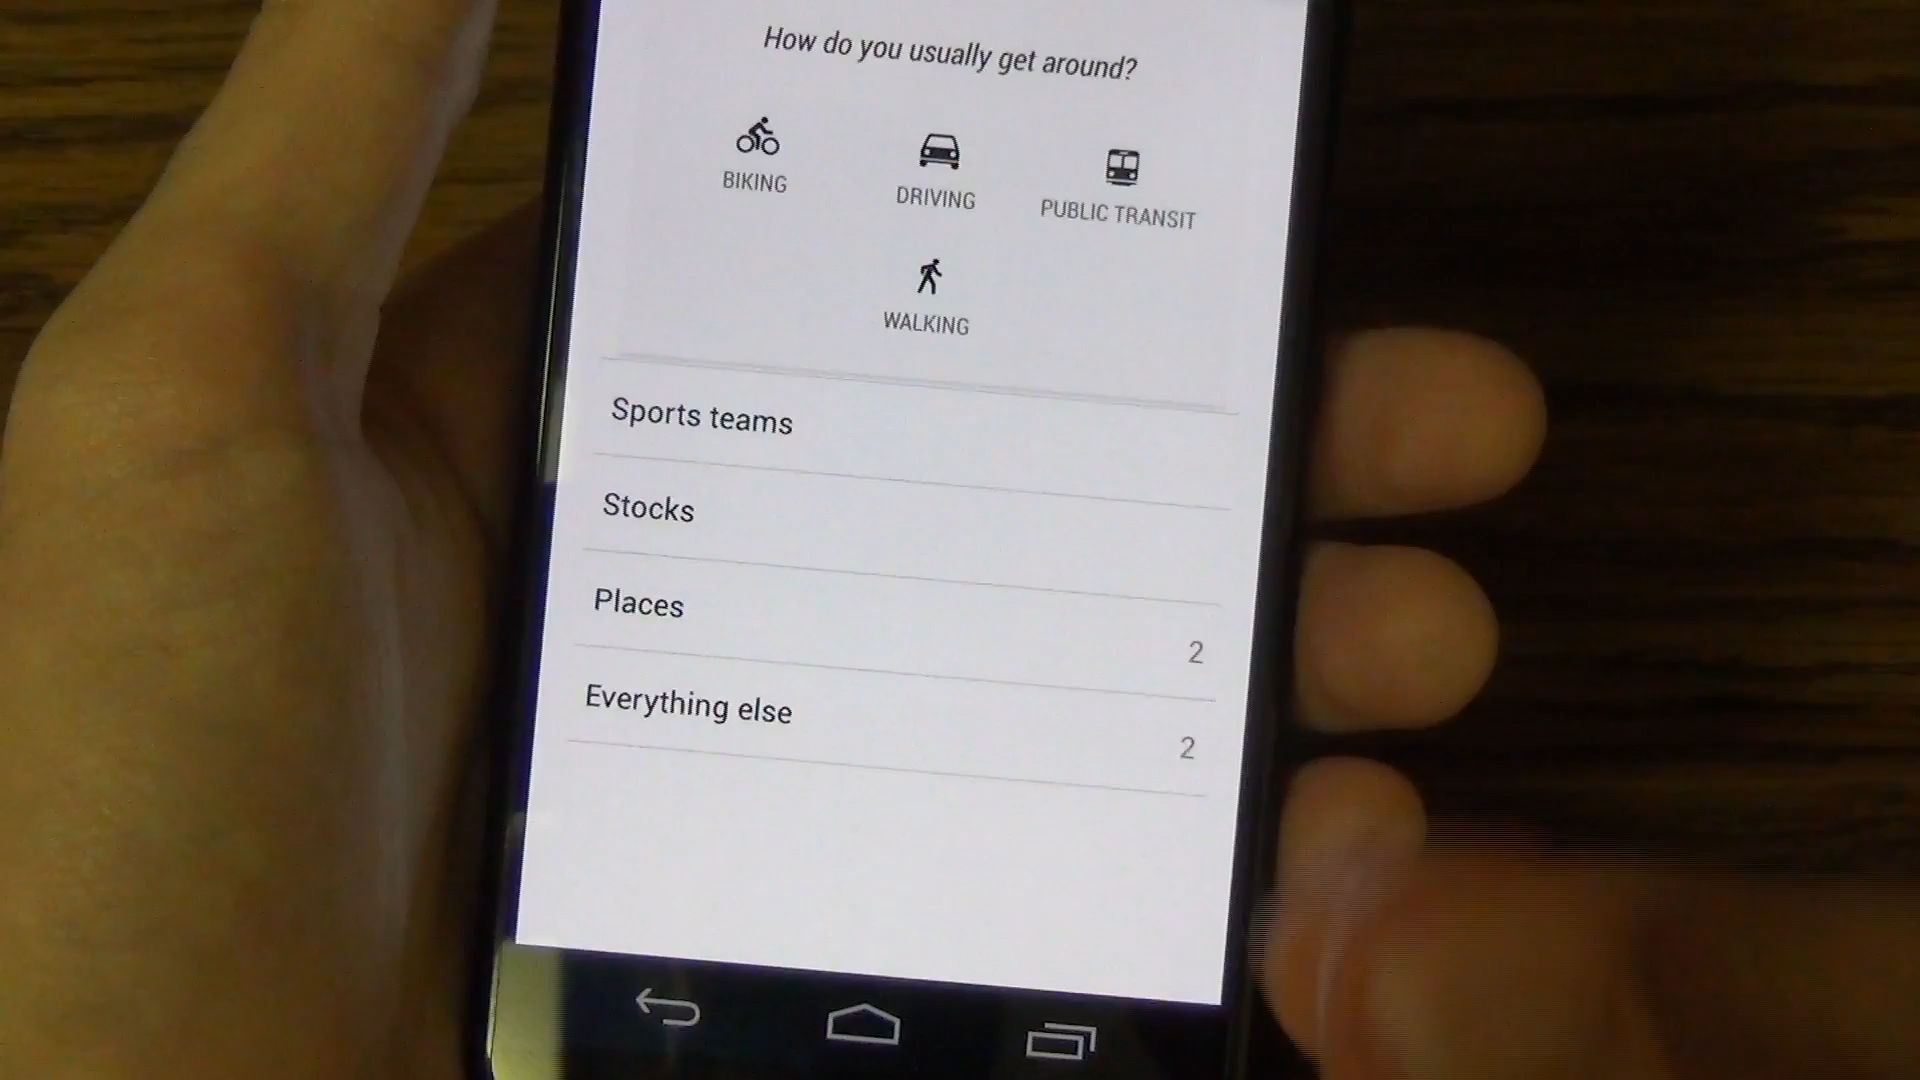 How do you usually get around?
BIKING
DRIVING
PUBLIC TRANSIT
WALKING
Sports teams
Stocks
Places
2
Everything else
2